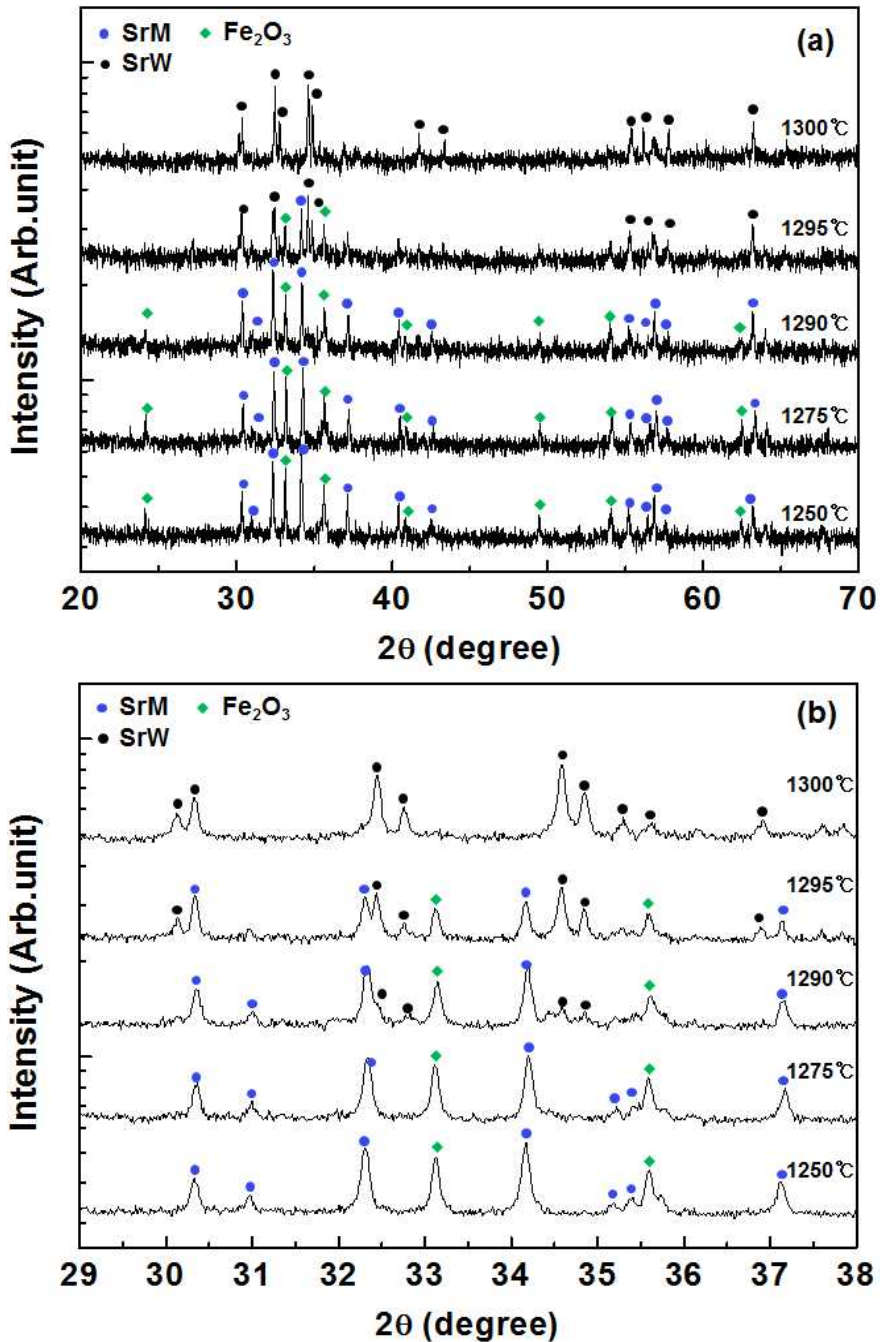 SrM Fe₂O₃ (a)
SrW
1300℃
1295℃
1290℃
1275℃
1250℃
Intensity (Arb.unit)
20 30 40 50 60 70
2θ (degree)
SrM Fe₂O₃ (b)
SrW
1300℃
1295℃
1290℃
1275℃
1250℃
Intensity (Arb.unit)
29 30 31 32 33 34 35 36 37 38
2θ (degree)